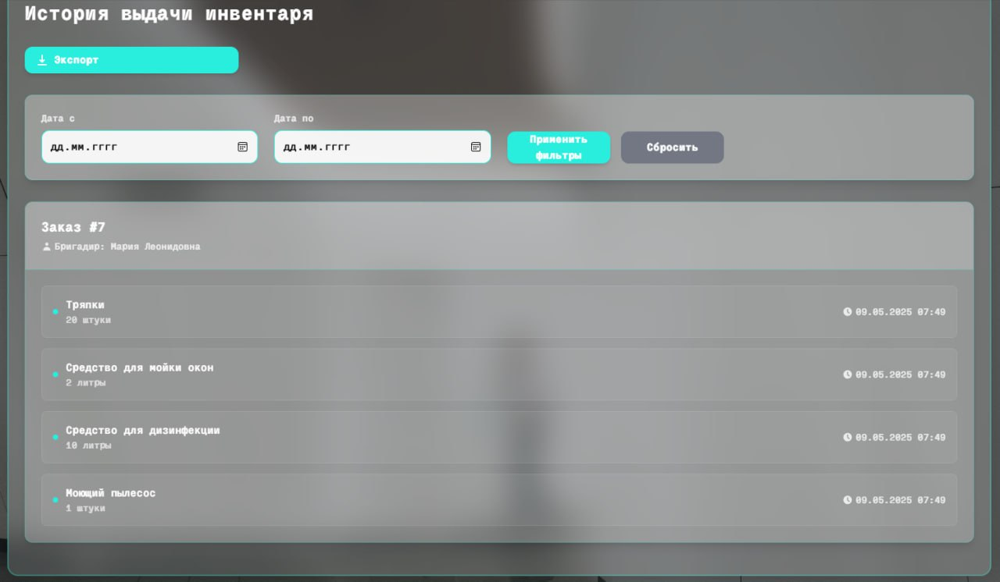 История выдачи инвентаря
Экспорт
Дата с
Дата по
дд.мм.гггг
дд.мм.гггг
Применить
фильтры
Сбросить
Заказ #7
Бригадир: Мария Леонидовна
Тряпки
20 штуки
09.05.2025 07:49
Средство для мойки окон
2 литры
09.05.2025 07:49
Средство для дизинфекции
10 литры
09.05.2025 07:49
Моющий пылесос
1 штуки
09.05.2025 07:49